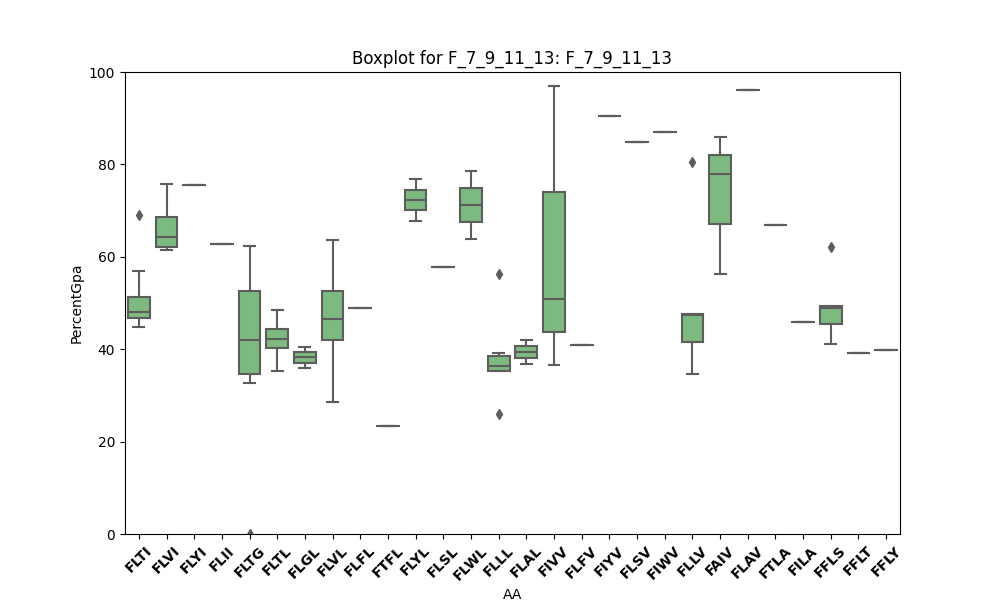 Boxplot for F_7_9_11_13: F_7_9_11_13
100
80
60
40
20
0
PercentGpa
FLTI FLVI FLYI FLII FLTG FLTL FLGL FLVL FLFL FTFL FLYL FLSL FLWL FLLL FLAL FIVV FLFV FIYV FLSV FIWV FLLV FAIV FLAV FTLA FILA FFLS FFLT FFLY
AA